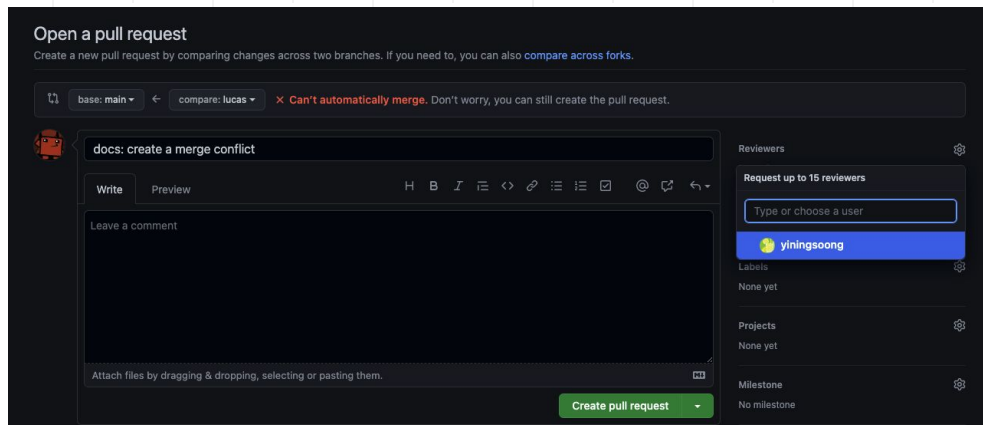 Open a pull request
Create a new pull request by comparing changes across two branches. If you need to, you can also compare across forks.
base: main ← compare: lucas × Can't automatically merge. Don't worry, you can still create the pull request.
docs: create a merge conflict
Write Preview
Leave a comment
Attach files by dragging & dropping, selecting or pasting them.
Create pull request
Reviewers
Request up to 15 reviewers
Type or choose a user
yiningsoong
Labels
None yet
Projects
None yet
Milestone
No milestone